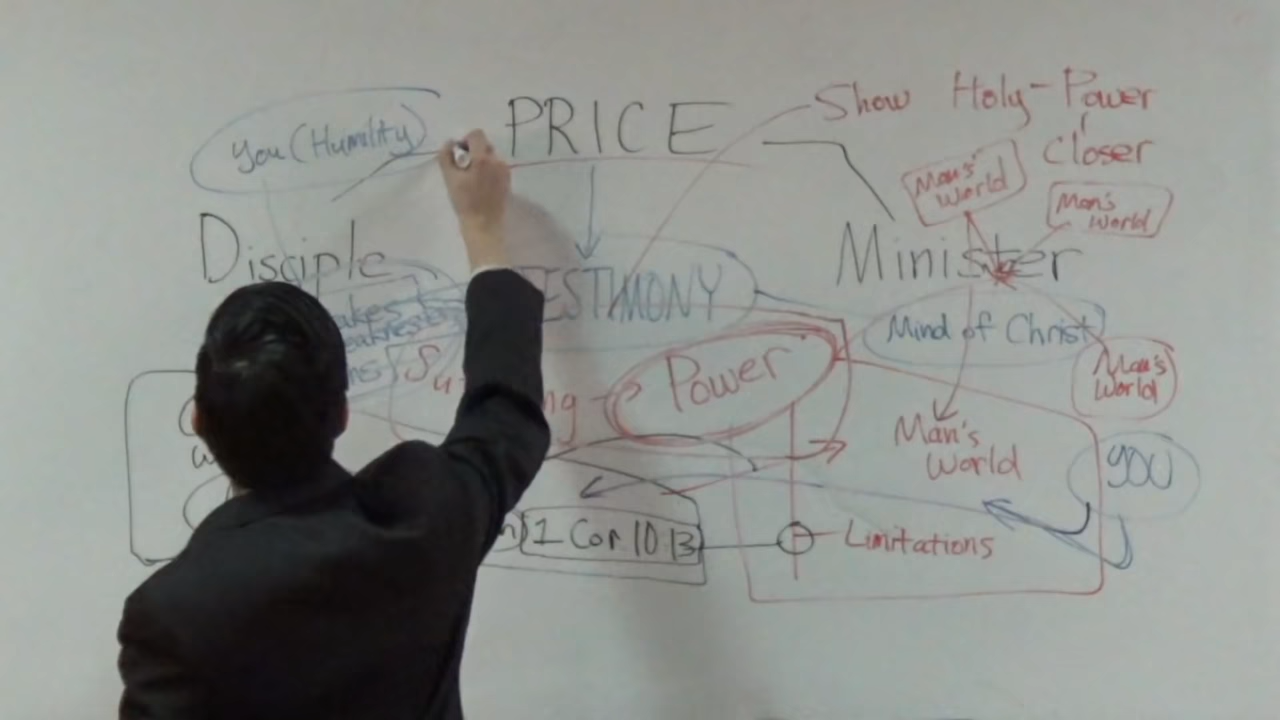 You (Humility)
PRICE
Show Holy-Power
Closer
Man's
World
Man's
World
Disciple
Minister
TESTIMONY
Mind of Christ
Power
Man's
World
Man's
World
YOU
1 Cor 10 13
Limitations